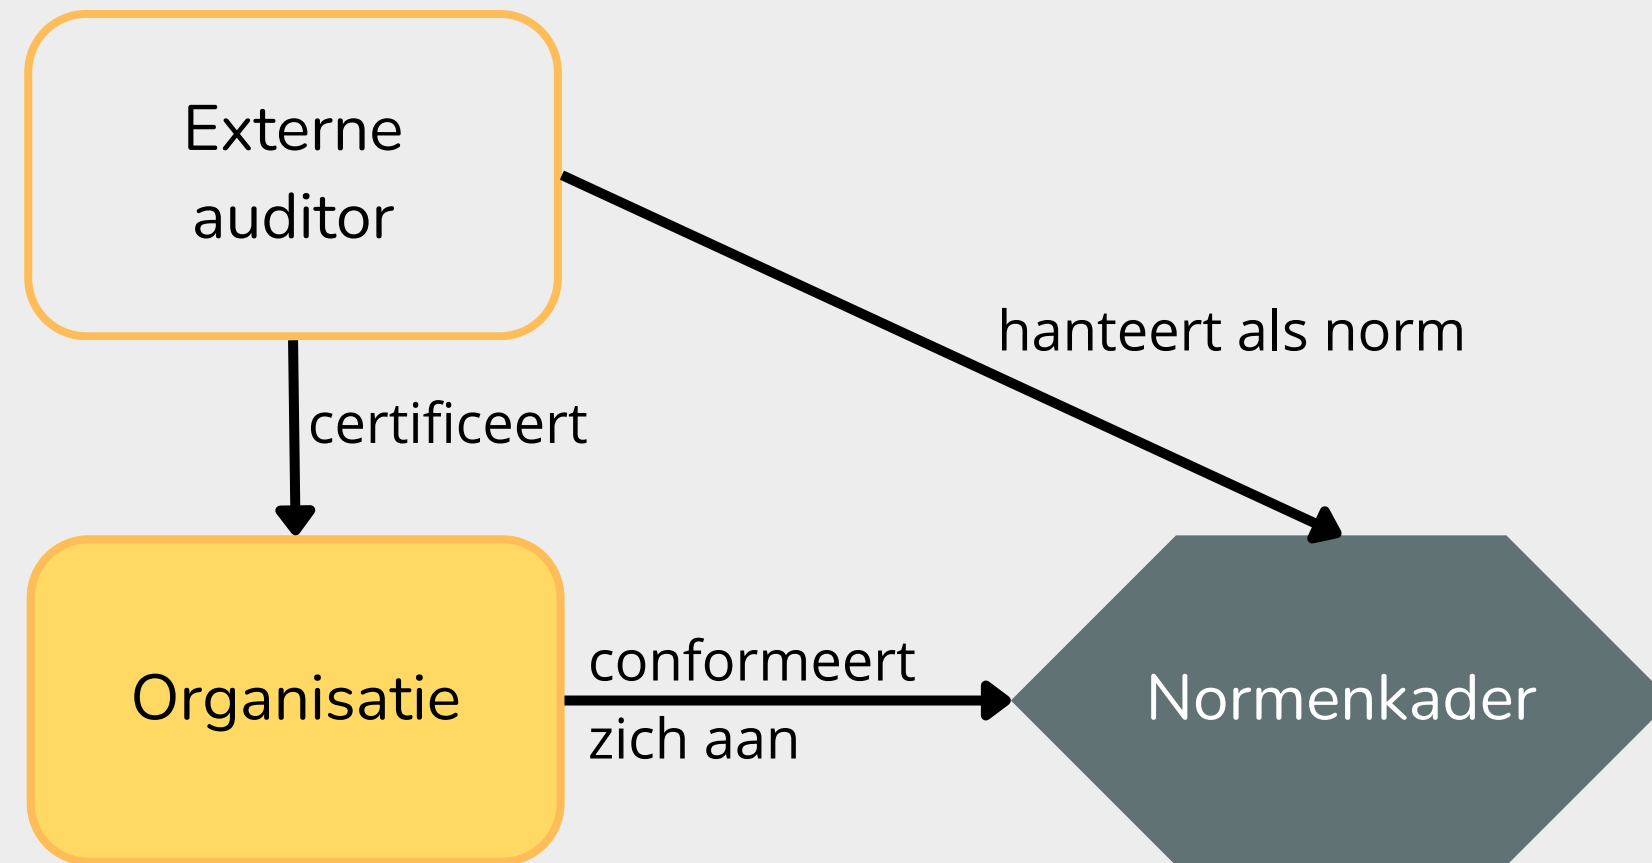 Externe
auditor
hanteert als norm
certificeert
Organisatie
conformeert
zich aan
Normenkader